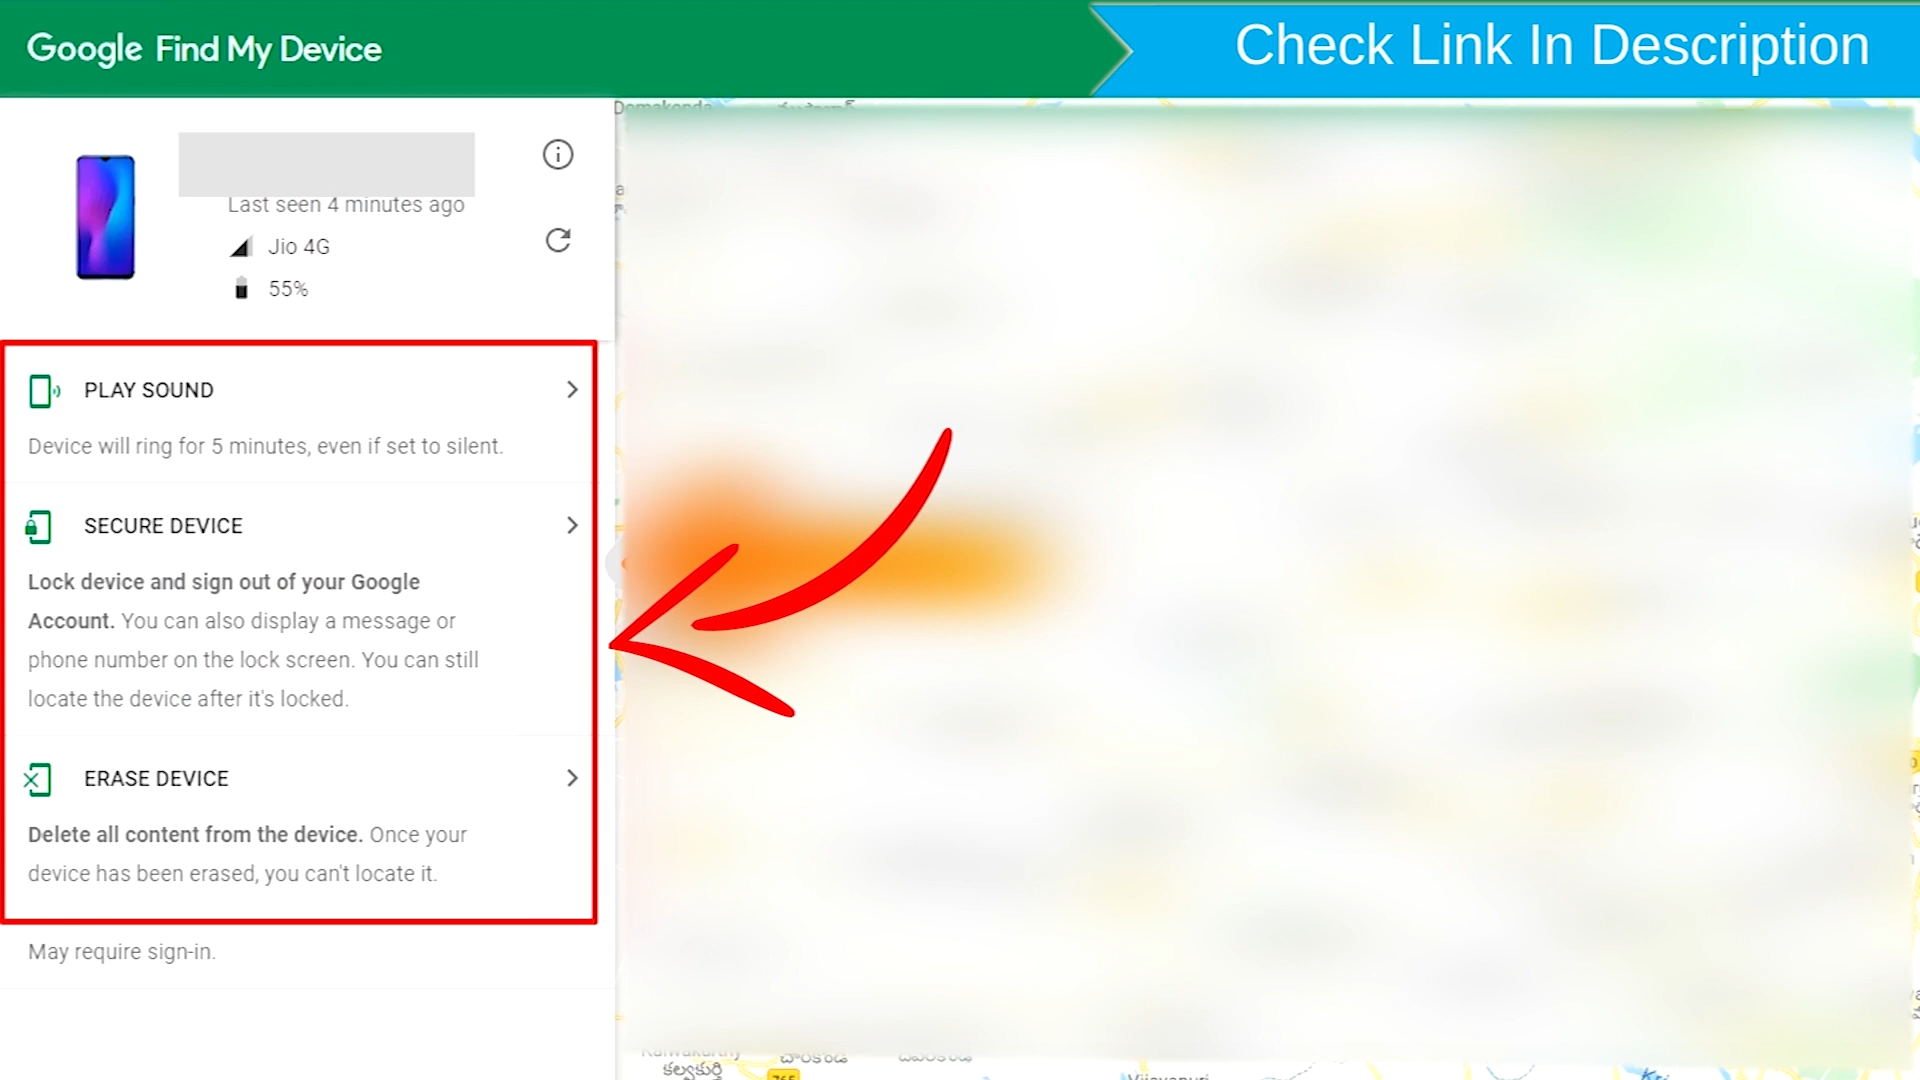 Google Find My Device
Check Link In Description
Last seen 4 minutes ago
Jio 4G
55%
PLAY SOUND
Device will ring for 5 minutes, even if set to silent.
SECURE DEVICE
Lock device and sign out of your Google
Account. You can also display a message or
phone number on the lock screen. You can still
locate the device after it's locked.
ERASE DEVICE
Delete all content from the device. Once your
device has been erased, you can't locate it.
May require sign-in.
కల్వకుర్తి
765